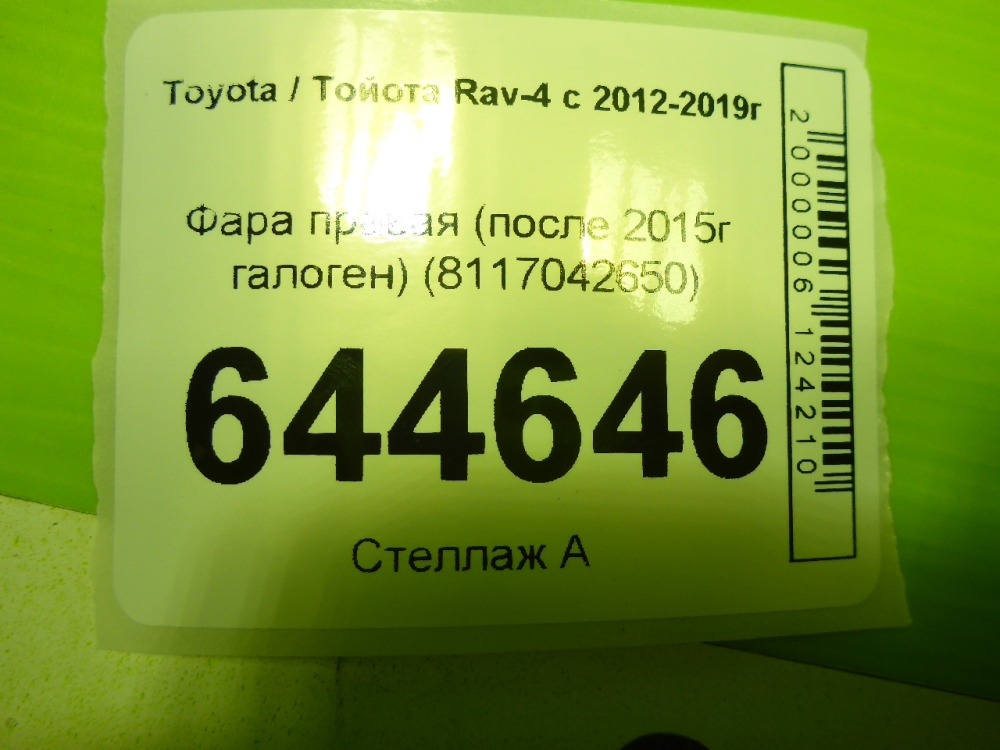 Toyota / Тойота Rav-4 с 2012-2019г
Фара правая (после 2015г
галоген) (8117042650)
644646
Стеллаж А
2000006124210